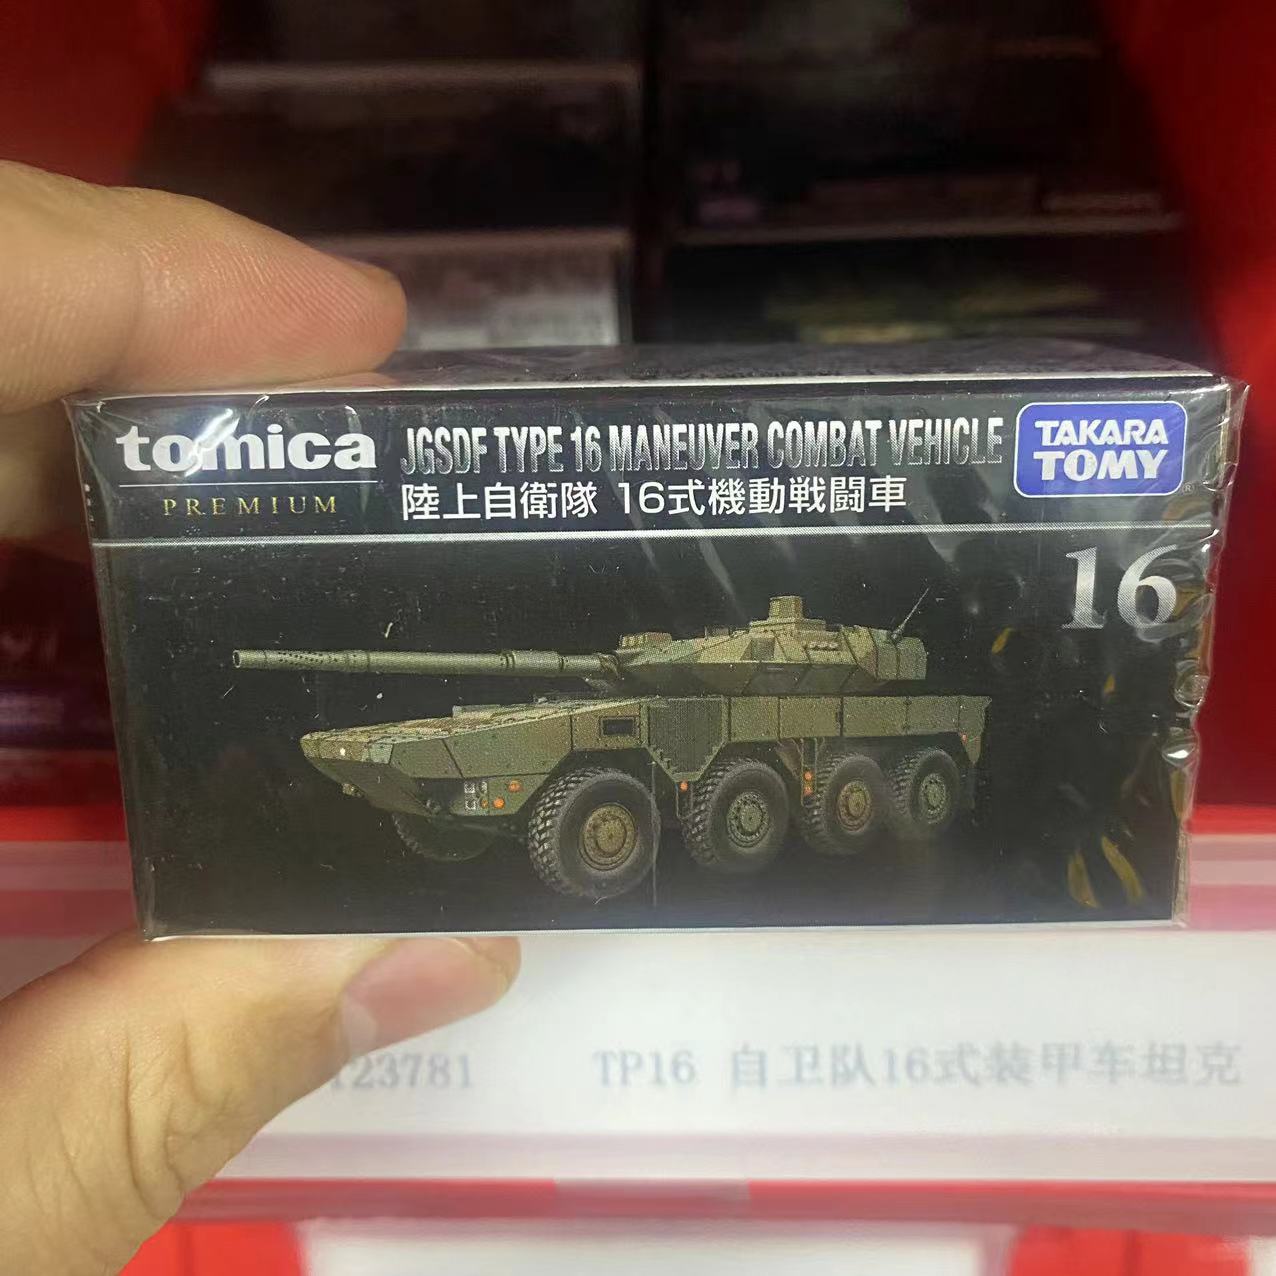 tomica
PREMIUM
JGSDF TYPE 16 MANEUVER COMBAT VEHICLE
陸上自衛隊 16式機動戦闘車
TAKARA
TOMY
®
16
23781 TP16 自卫队16式装甲车坦克